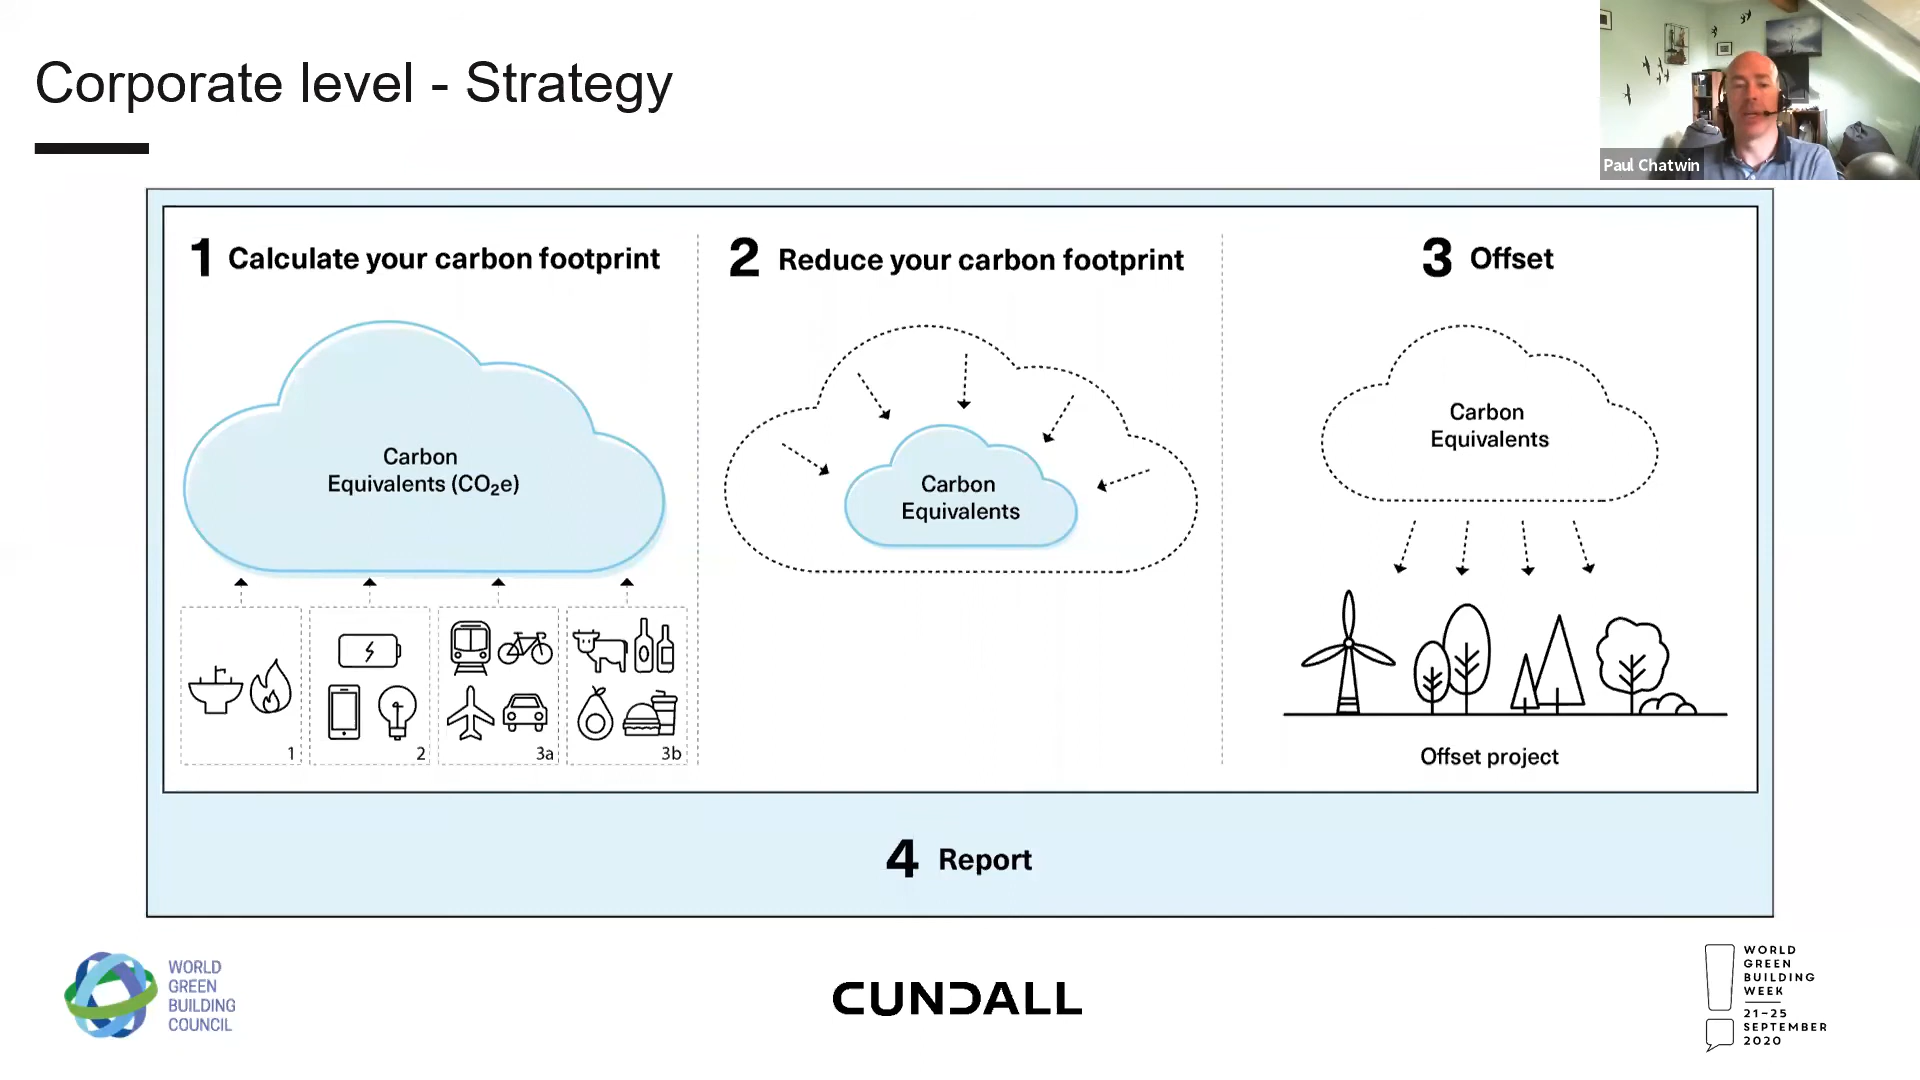 Corporate level - Strategy
Paul Chatwin
1 Calculate your carbon footprint
2 Reduce your carbon footprint
3 Offset
Carbon
Equivalents (CO₂e)
Carbon
Equivalents
Carbon
Equivalents
1
2
3a
3b
Offset project
4 Report
WORLD
GREEN
BUILDING
COUNCIL
CUNDALL
WORLD
GREEN
BUILDING
WEEK
21–25
SEPTEMBER
2020